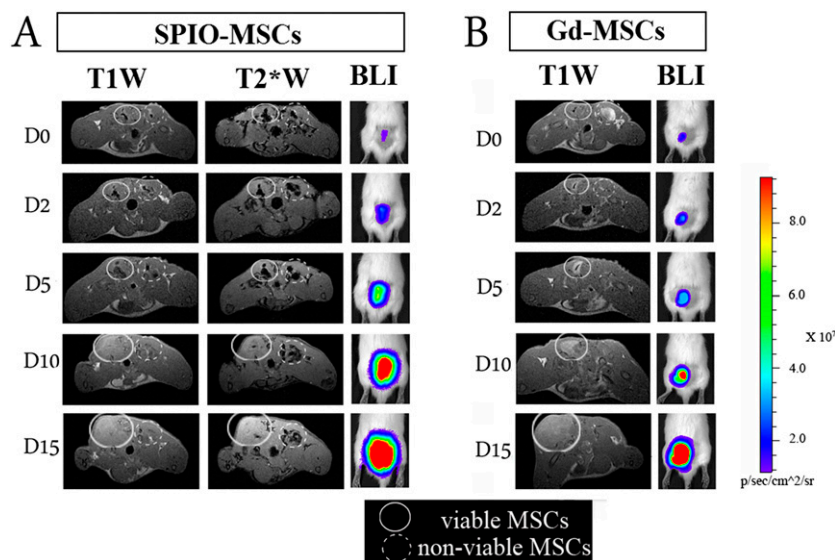 A
SPIO-MSCs
T1W T2*W BLI
D0
D2
D5
D10
D15
B
Gd-MSCs
T1W BLI
D0
D2
D5
D10
D15
8.0
6.0
4.0
2.0
p/sec/cm^2/sr
viable MSCs
non-viable MSCs